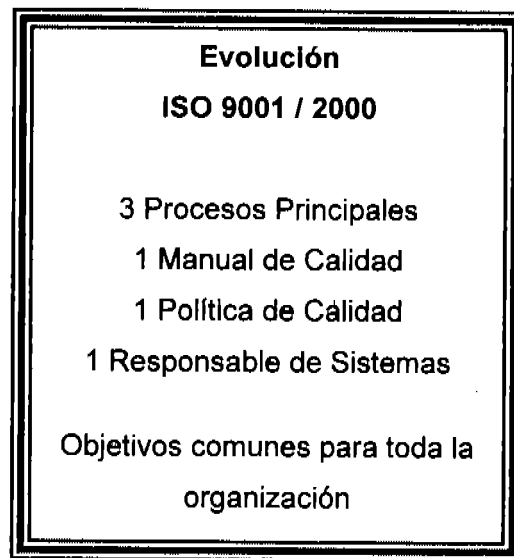 Evolución
ISO 9001 / 2000
3 Procesos Principales
1 Manual de Calidad
1 Política de Calidad
1 Responsable de Sistemas
Objetivos comunes para toda la
organización